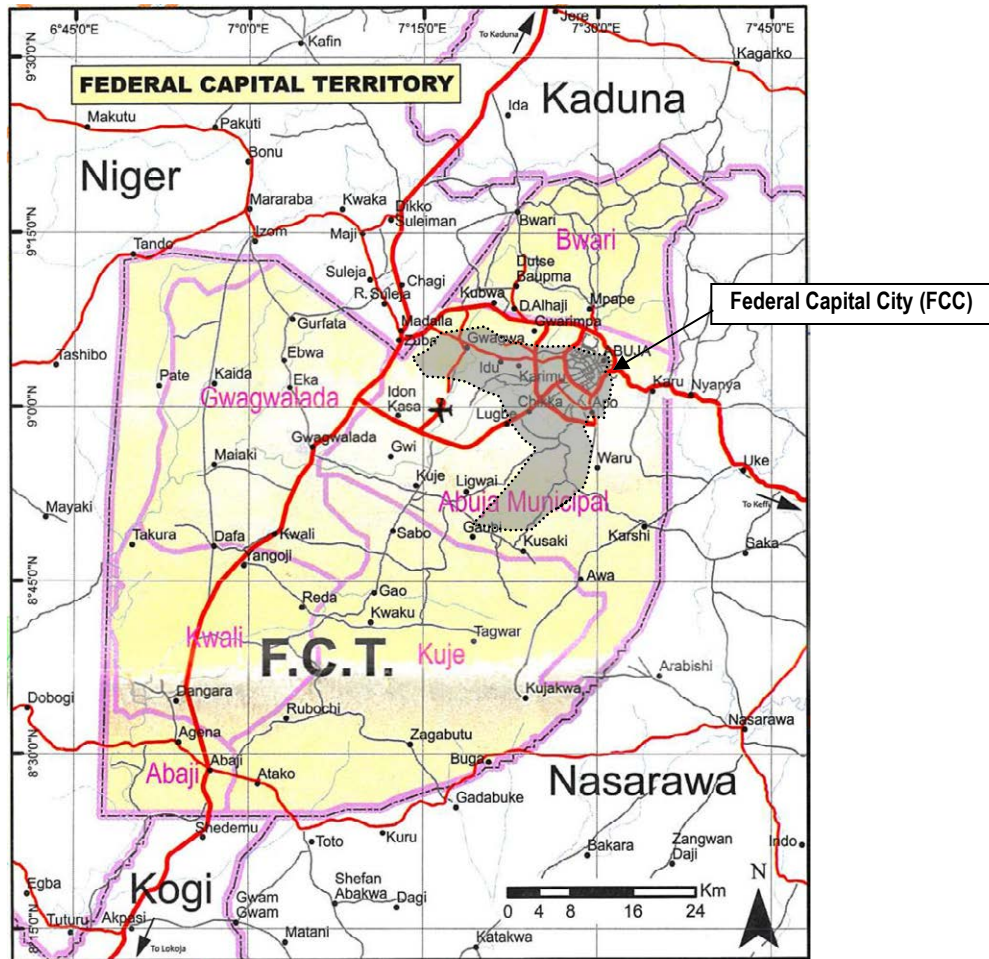 6°45'0"E
7°0'0"E
7°15'0"E
7°30'0"E
7°45'0"E
Jere
To Kaduna
Kafin
Kagarko
9°30'0"N
FEDERAL CAPITAL TERRITORY
Kaduna
Ida
Makutu
Pakuti
Bonu
Niger
Mararaba
Kwaka
Dikko
Suleiman
Bwari
9°15'0"N
Izom
Maji
Bwari
Tando
Dutse
Baupma
Suleja
Chagi
R. Suleja
Kubwa
D.Alhaji
Mpape
Federal Capital City (FCC)
Gurfata
Madalla
Gwarimpa
Zuba
Gwagwa
BUJA
Tashibo
Ebwa
Idu
Karimu
Pate
Kaida
Eka
Karu
Nyanya
Gwagwalada
Idon
Kasa
Chikka
Apo
9°0'0"N
Lugbe
Gwagwalada
Gwi
Maiaki
Waru
Uke
Kuje
Ligwai
Abuja Municipal
To Keffi
Mayaki
Takura
Dafa
Kwali
Sabo
Gaubi
Karshi
Kusaki
Saka
Yangoji
8°45'0"N
Awa
Reda
Gao
Kwaku
Kwali
F.C.T.
Kuje
Tagwar
Arabishi
Dobogi
Dangara
Kujakwa
Rubochi
Nasarawa
Agena
Zagabutu
8°30'0"N
Abaji
Abaji
Atako
Buga
Nasarawa
Gadabuke
Shedemu
Toto
Kuru
Bakara
Zangwan
Daji
Indo
Egba
Kogi
Shefan
Abakwa
Dagi
N
Km
0 4 8 16 24
Gwam
Gwam
8°15'0"N
Tuturu
Akpasi
To Lokoja
Matani
Katakwa